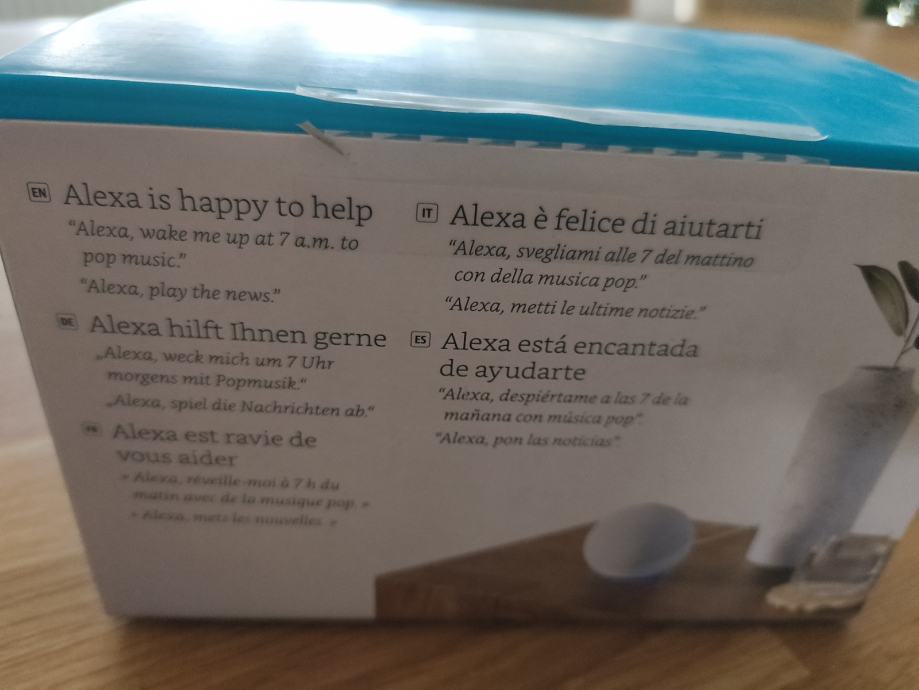 EN Alexa is happy to help
“Alexa, wake me up at 7 a.m. to
pop music.”
“Alexa, play the news.”
DE Alexa hilft Ihnen gerne
„Alexa, weck mich um 7 Uhr
morgens mit Popmusik.“
„Alexa, spiel die Nachrichten ab.“
FR Alexa est ravie de
vous aider
« Alexa, réveille-moi à 7 h du
matin avec de la musique pop. »
« Alexa, mets les nouvelles. »
IT Alexa è felice di aiutarti
“Alexa, svegliami alle 7 del mattino
con della musica pop.”
“Alexa, metti le ultime notizie.”
ES Alexa está encantada
de ayudarte
“Alexa, despiértame a las 7 de la
mañana con música pop”.
“Alexa, pon las noticias”.